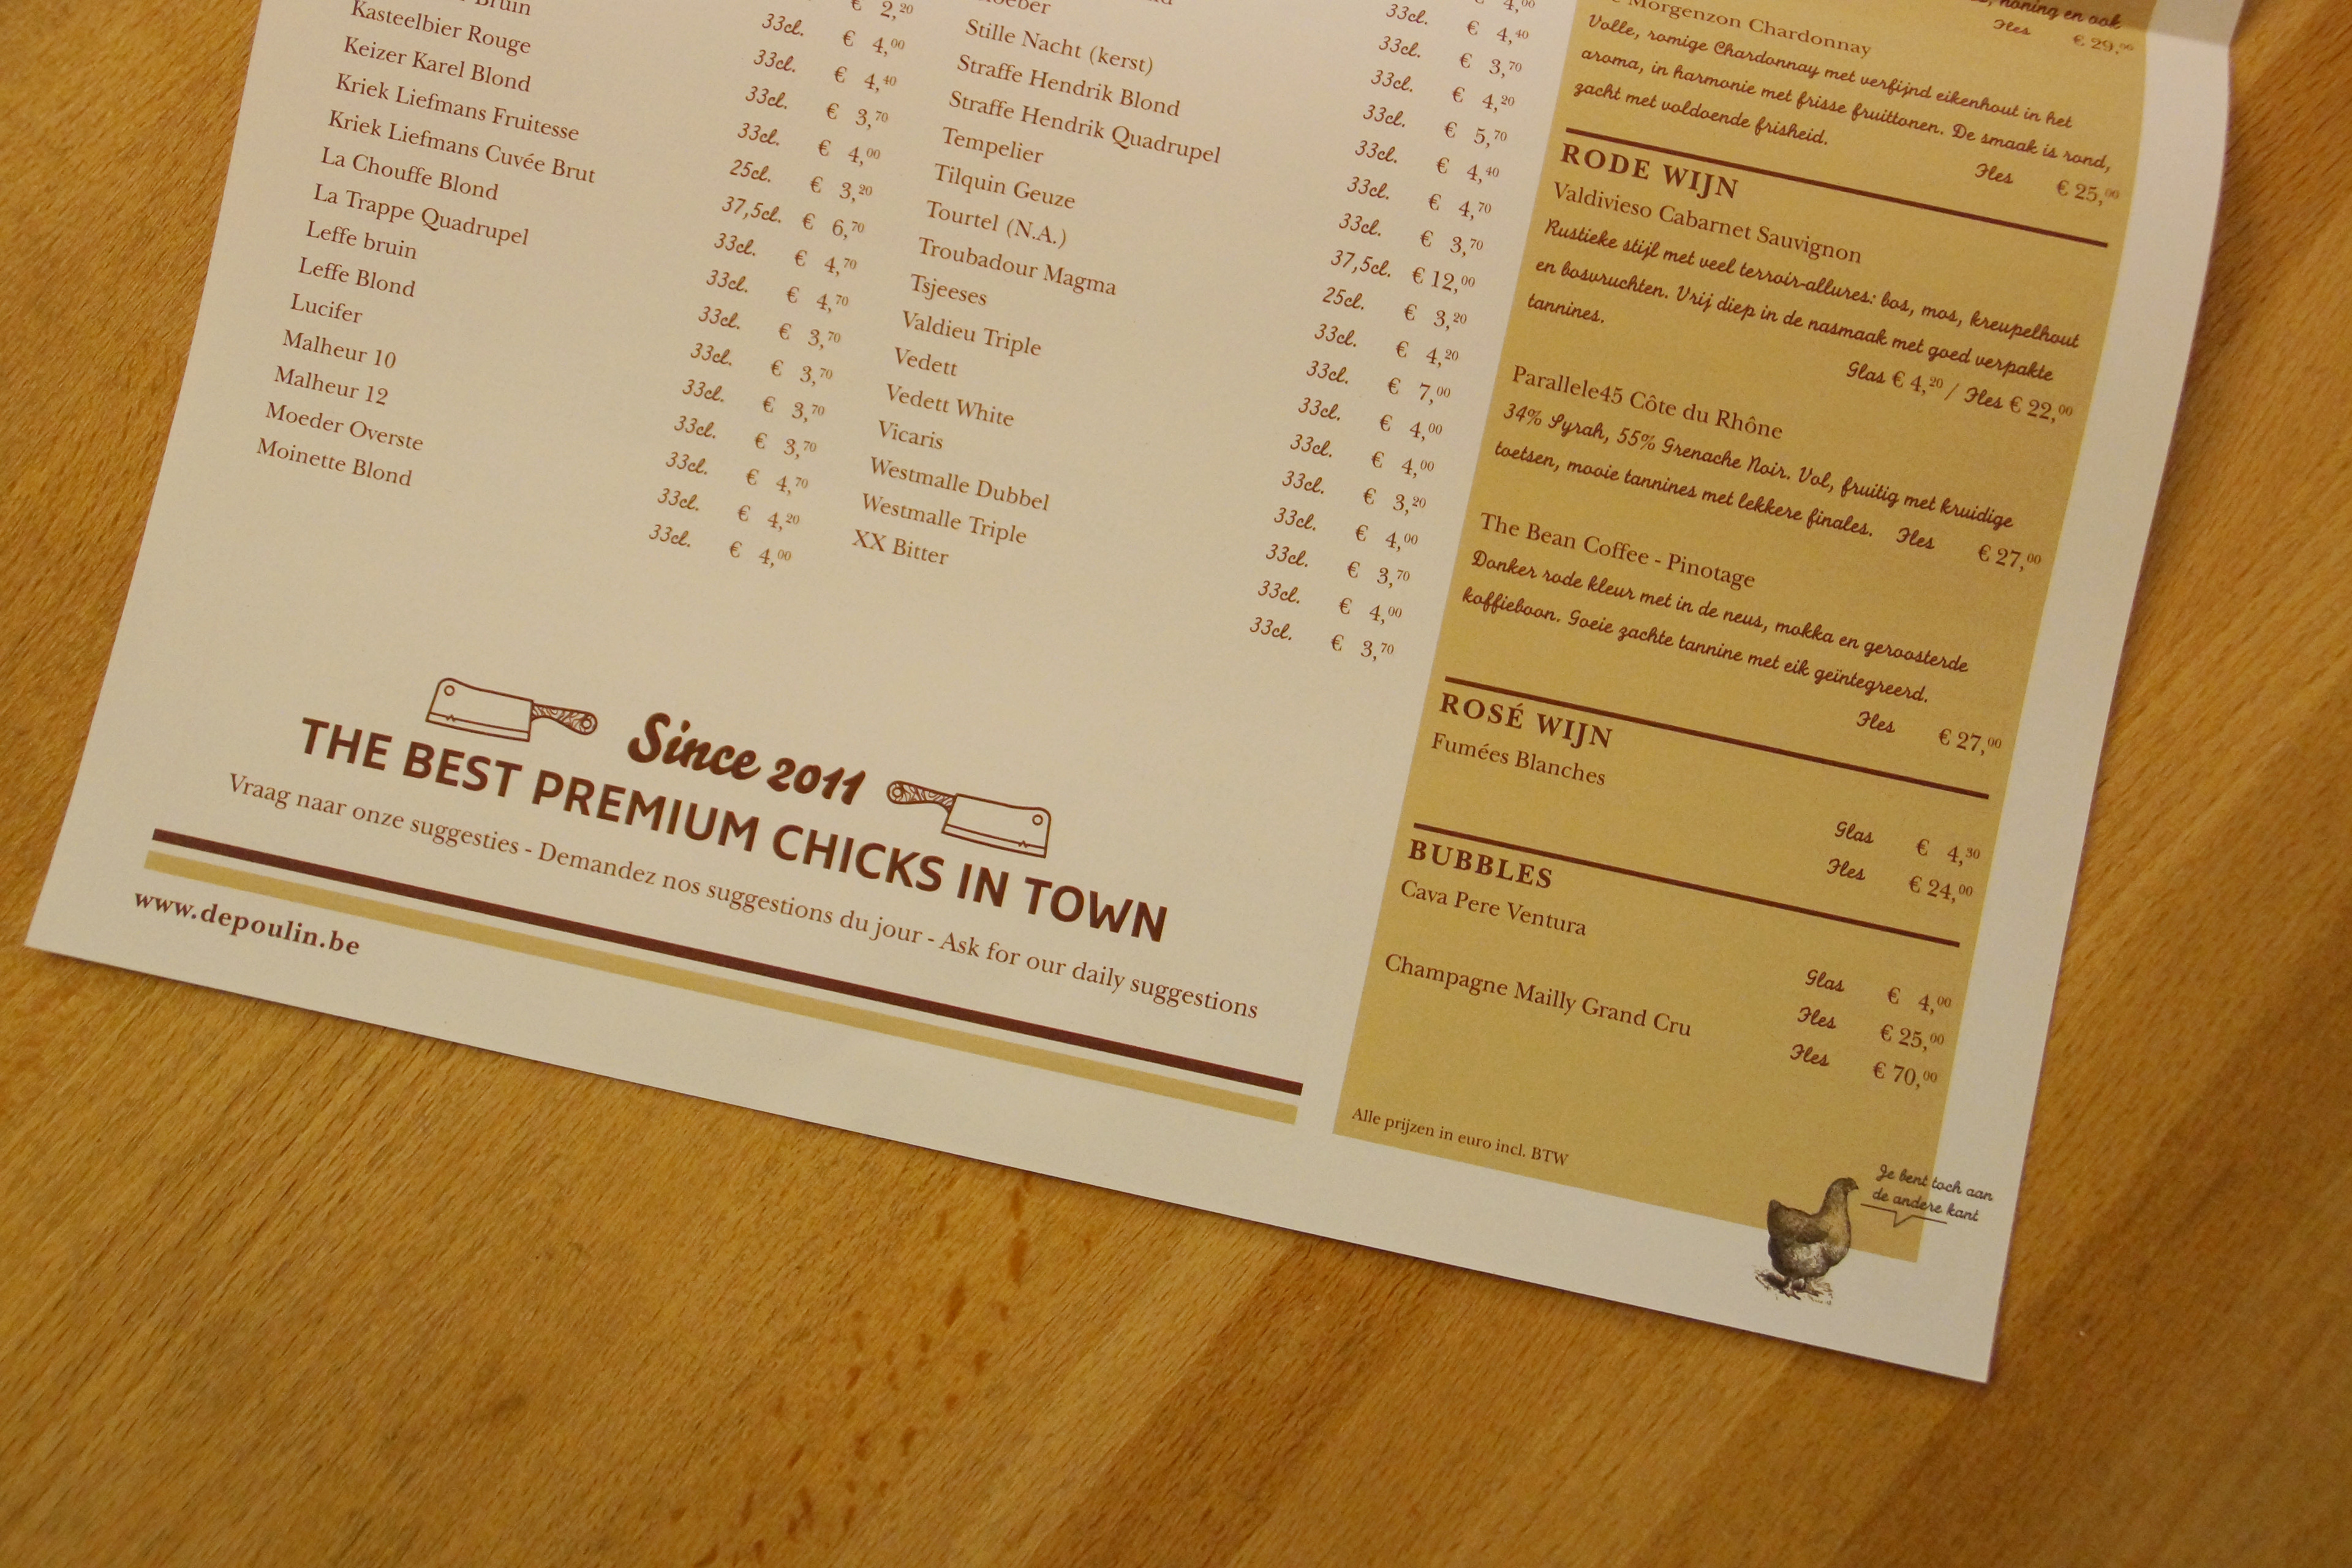 33cl. € 4,40
Kasteelbier Rouge 33cl. € 3,70
Keizer Karel Blond 33cl. € 4,00
Kriek Liefmans Fruitesse 25cl. € 3,20
Kriek Liefmans Cuvée Brut 37,5cl. € 6,70
La Chouffe Blond 33cl. € 4,70
La Trappe Quadrupel 33cl. € 4,70
Leffe bruin 33cl. € 3,70
Leffe Blond 33cl. € 3,70
Lucifer 33cl. € 3,70
Malheur 10 33cl. € 3,70
Malheur 12 33cl. € 4,70
Moeder Overste 33cl. € 4,20
Moinette Blond 33cl. € 4,00
33cl. € 4,40
33cl. € 3,70
33cl. € 4,20
Stille Nacht (kerst) 33cl. € 5,70
Straffe Hendrik Blond 33cl. € 4,40
Straffe Hendrik Quadrupel 33cl. € 4,70
Tempelier 33cl. € 3,70
Tilquin Geuze 37,5cl. € 12,00
Tourtel (N.A.) 25cl. € 3,20
Troubadour Magma 33cl. € 4,20
Tsjeeses 33cl. € 7,00
Valdieu Triple 33cl. € 4,00
Vedett 33cl. € 4,00
Vedett White 33cl. € 3,20
Vicaris 33cl. € 4,00
Westmalle Dubbel 33cl. € 3,70
Westmalle Triple 33cl. € 4,00
XX Bitter 33cl. € 3,70
Since 2011
THE BEST PREMIUM CHICKS IN TOWN
Vraag naar onze suggesties - Demandez nos suggestions du jour - Ask for our daily suggestions
www.depoulin.be
honing en ook
Fles € 29,00
Morgenzon Chardonnay
Volle, romige Chardonnay met verfijnd eikenhout in het
aroma, in harmonie met frisse fruittonen. De smaak is rond,
zacht met voldoende frisheid. Fles € 25,00
RODE WIJN
Valdivieso Cabarnet Sauvignon
Rustieke stijl met veel terroir-allures: bos, mos, kreupelhout
en bosvruchten. Vrij diep in de nasmaak met goed verpakte
tannines. Glas € 4,20 / Fles € 22,00
Parallele45 Côte du Rhône
34% Syrah, 55% Grenache Noir. Vol, fruitig met kruidige
toetsen, mooie tannines met lekkere finales. Fles € 27,00
The Bean Coffee - Pinotage
Donker rode kleur met in de neus, mokka en geroosterde
koffieboon. Goeie zachte tannine met eik geïntegreerd.
Fles € 27,00
ROSÉ WIJN
Fumées Blanches
Glas € 4,30
Fles € 24,00
BUBBLES
Cava Pere Ventura
Glas € 4,00
Fles € 25,00
Champagne Mailly Grand Cru Fles € 70,00
Alle prijzen in euro incl. BTW
Je bent toch aan
de andere kant